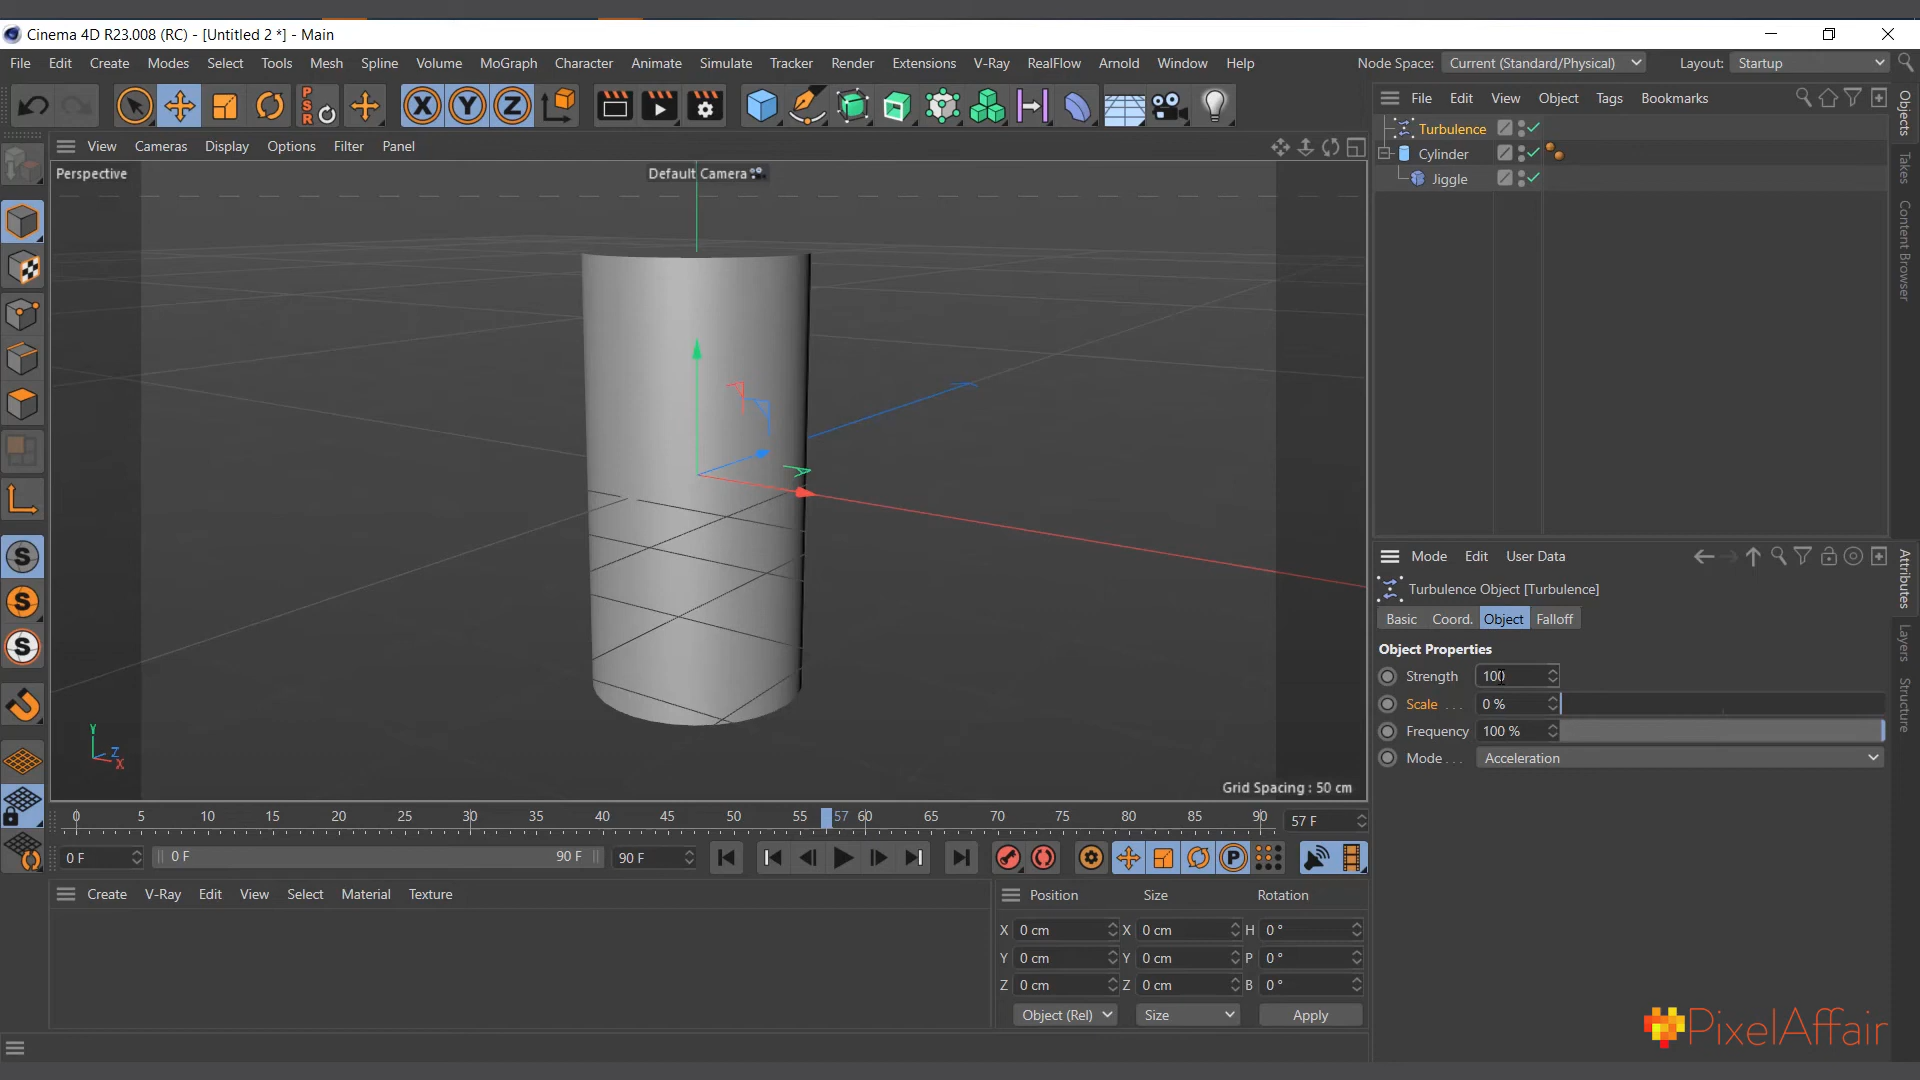 Cinema 4D R23.008 (RC) - [Untitled 2 *] - Main
File Edit Create Modes Select Tools Mesh Spline Volume MoGraph Character Animate Simulate Tracker Render Extensions V-Ray RealFlow Arnold Window Help Node Space: Current (Standard/Physical) Layout: Startup
P S R X Y Z
File Edit View Object Tags Bookmarks
View Cameras Display Options Filter Panel
Perspective
Default Camera
Turbulence
Cylinder
Jiggle
Objects
Takes
Content Browser
Mode Edit User Data
Turbulence Object [Turbulence]
Basic Coord. Object Falloff
Object Properties
Strength 100
Scale . . . 0 %
Frequency 100 %
Mode . . . Acceleration
Attributes
Layers
Structure
S
S
S
Y
Z
X
Grid Spacing : 50 cm
0 5 10 15 20 25 30 35 40 45 50 55 57 60 65 70 75 80 85 90 57 F
0 F 0 F 90 F 90 F P
Create V-Ray Edit View Select Material Texture
Position Size Rotation
X 0 cm X 0 cm H 0 °
Y 0 cm Y 0 cm P 0 °
Z 0 cm Z 0 cm B 0 °
Object (Rel) Size Apply
PixelAffair